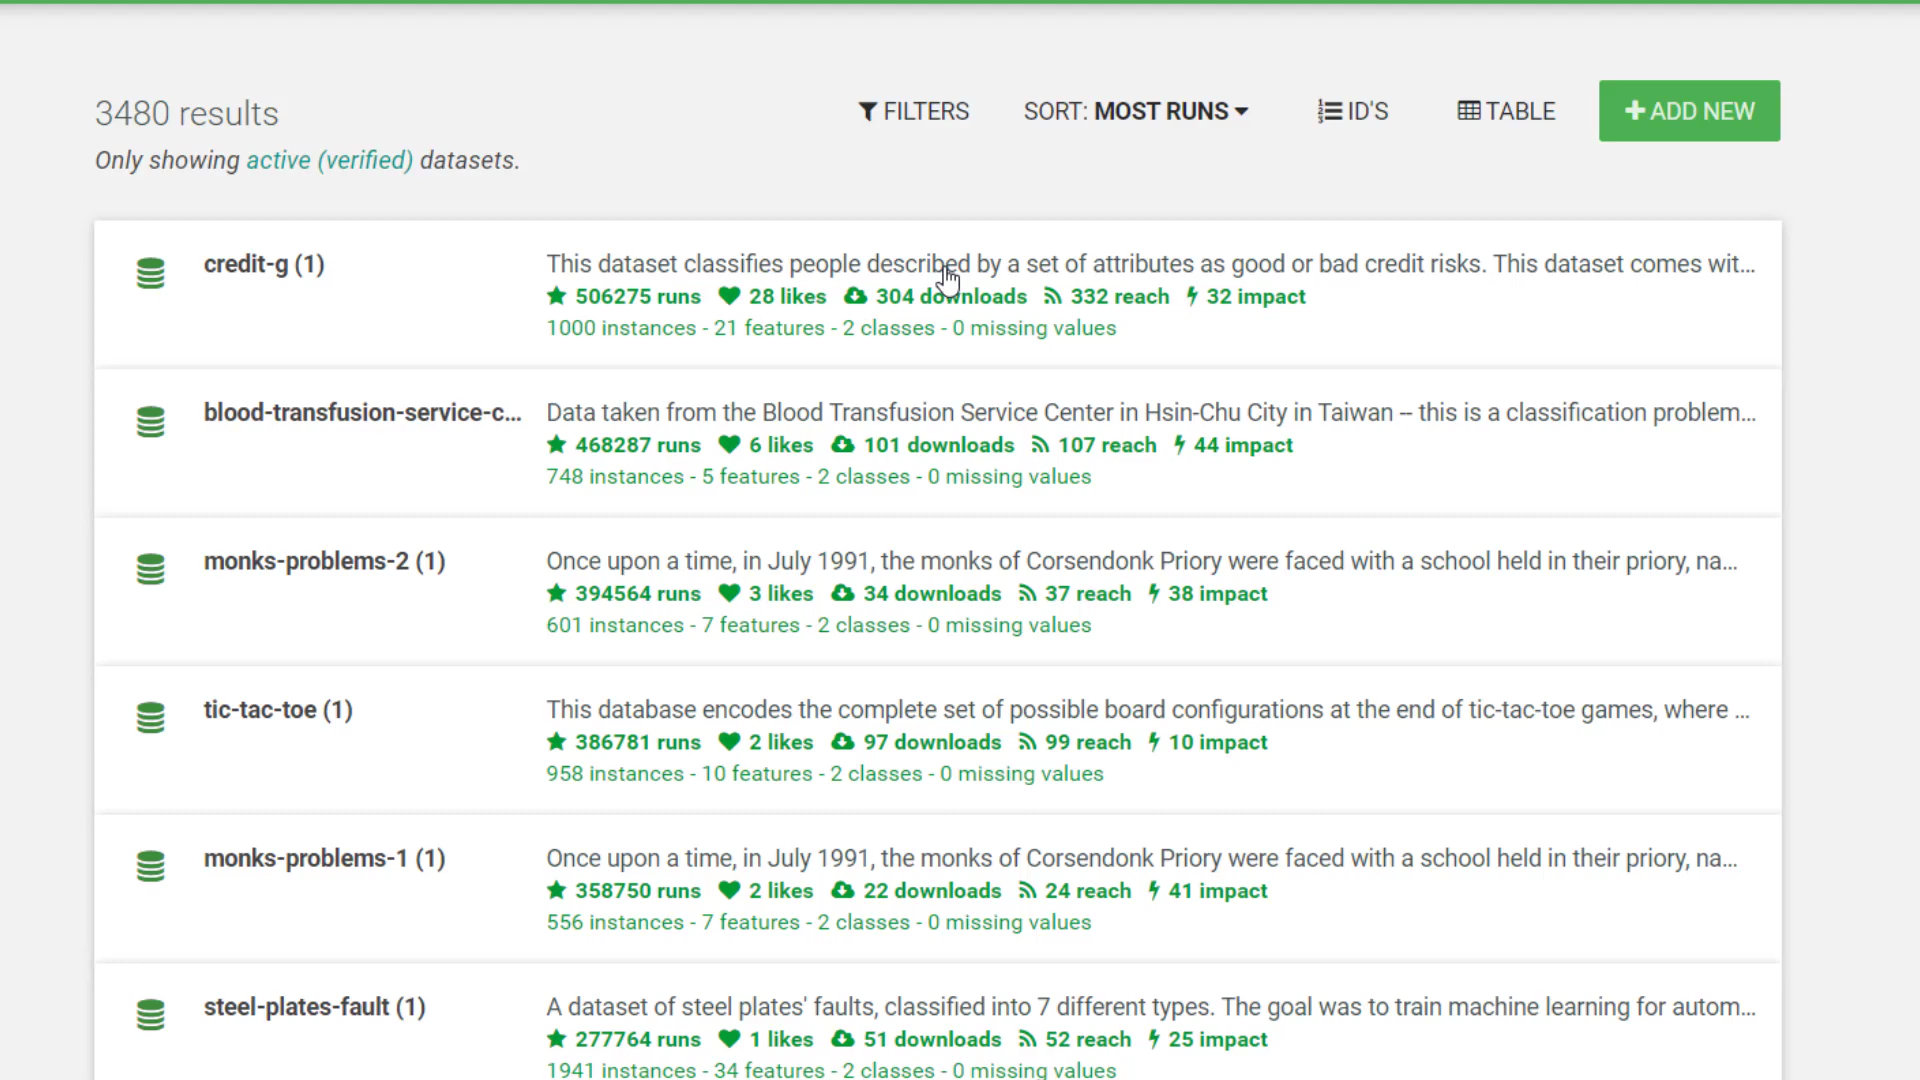 3480 results
FILTERS SORT: MOST RUNS ID'S TABLE ADD NEW
Only showing active (verified) datasets.
credit-g (1)
This dataset classifies people described by a set of attributes as good or bad credit risks. This dataset comes wit...
506275 runs 28 likes 304 downloads 332 reach 32 impact
1000 instances - 21 features - 2 classes - 0 missing values
blood-transfusion-service-c...
Data taken from the Blood Transfusion Service Center in Hsin-Chu City in Taiwan -- this is a classification problem...
468287 runs 6 likes 101 downloads 107 reach 44 impact
748 instances - 5 features - 2 classes - 0 missing values
monks-problems-2 (1)
Once upon a time, in July 1991, the monks of Corsendonk Priory were faced with a school held in their priory, na...
394564 runs 3 likes 34 downloads 37 reach 38 impact
601 instances - 7 features - 2 classes - 0 missing values
tic-tac-toe (1)
This database encodes the complete set of possible board configurations at the end of tic-tac-toe games, where ...
386781 runs 2 likes 97 downloads 99 reach 10 impact
958 instances - 10 features - 2 classes - 0 missing values
monks-problems-1 (1)
Once upon a time, in July 1991, the monks of Corsendonk Priory were faced with a school held in their priory, na...
358750 runs 2 likes 22 downloads 24 reach 41 impact
556 instances - 7 features - 2 classes - 0 missing values
steel-plates-fault (1)
A dataset of steel plates' faults, classified into 7 different types. The goal was to train machine learning for autom...
277764 runs 1 likes 51 downloads 52 reach 25 impact
1941 instances - 34 features - 2 classes - 0 missing values